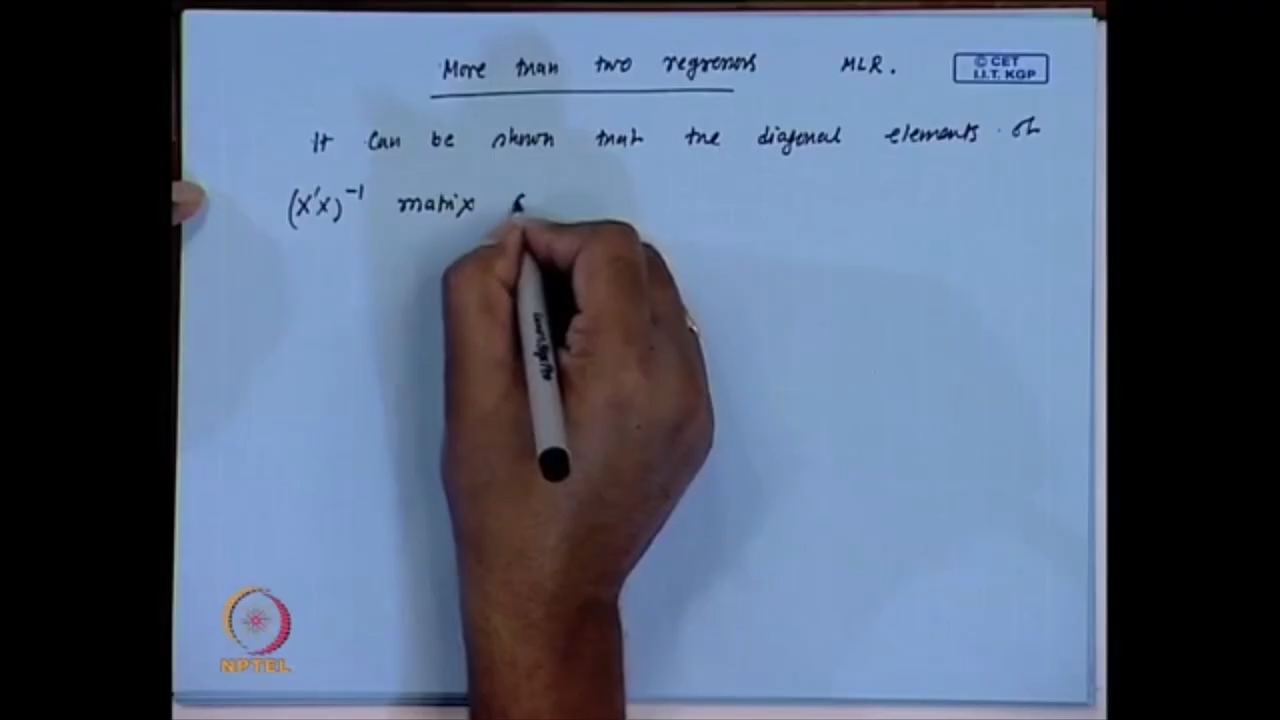 More than two regressors MLR.
© CET
I.I.T. KGP
It can be shown that the diagonal elements of
(X'X)⁻¹ matrix
NPTEL